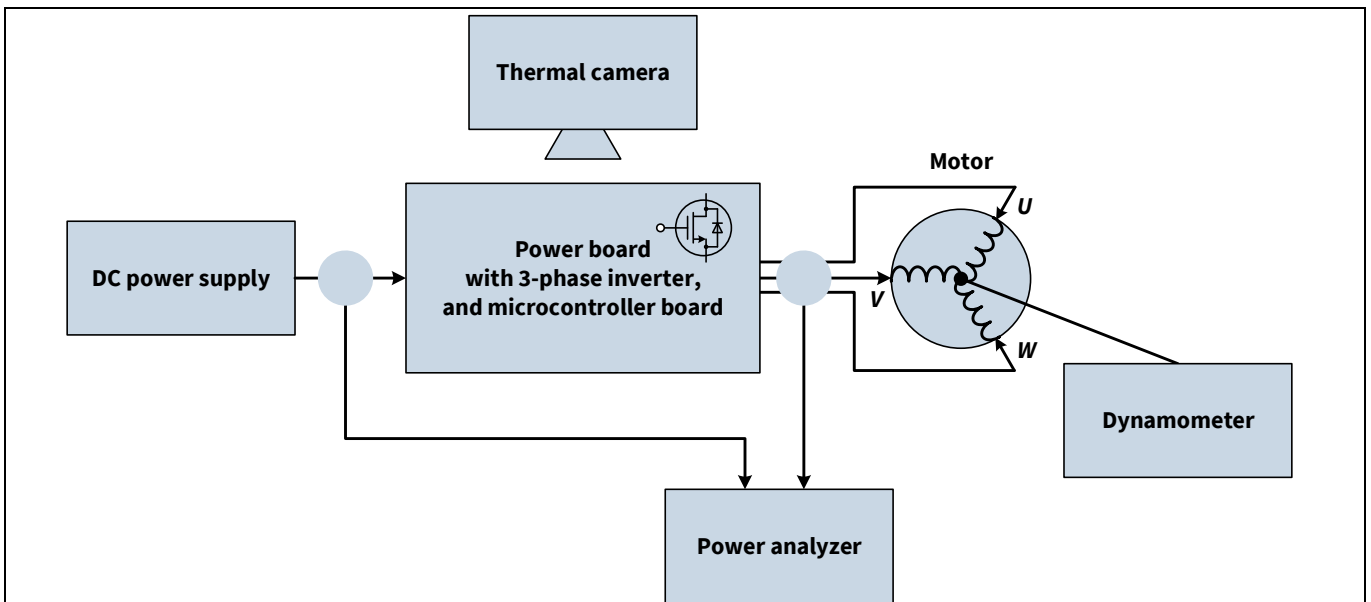 Thermal camera
Motor
U
DC power supply
Power board
with 3-phase inverter,
and microcontroller board
V
W
Dynamometer
Power analyzer